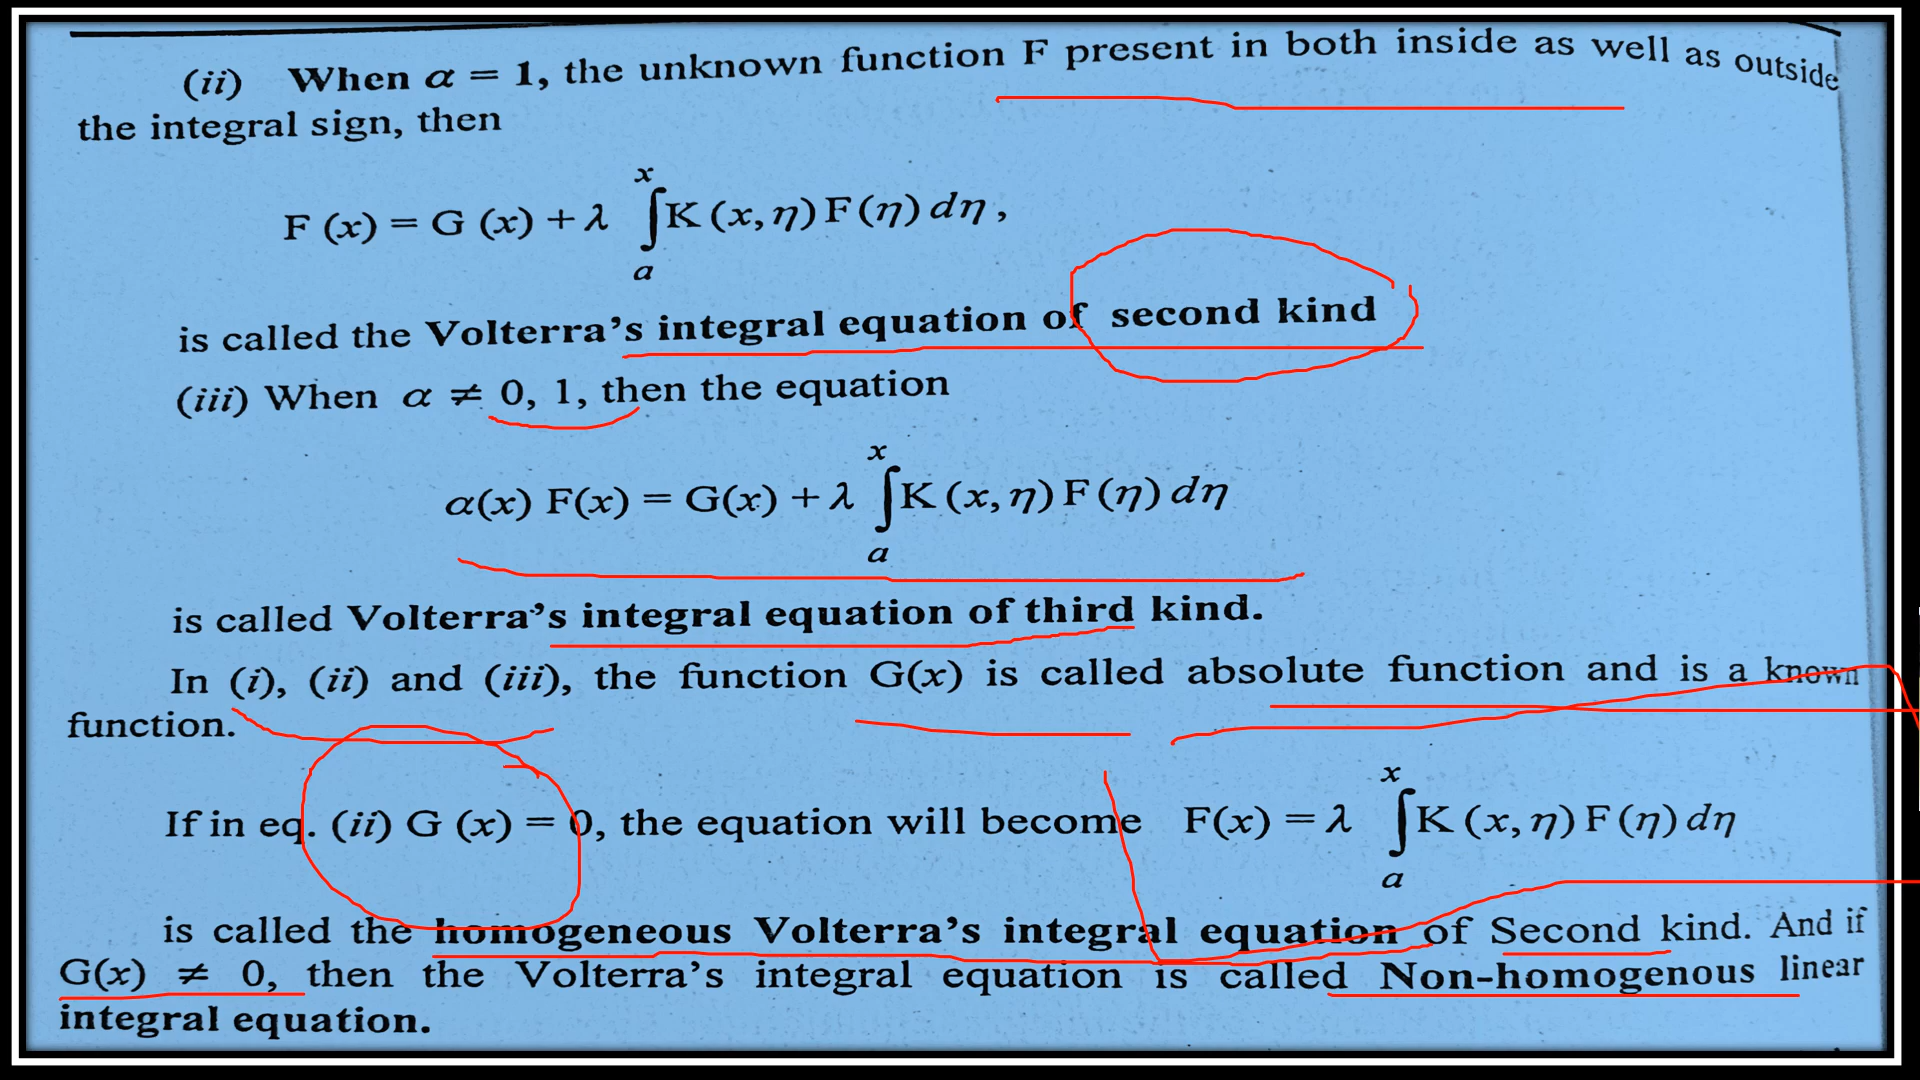 (ii) When α = 1, the unknown function F present in both inside as well as outside
the integral sign, then
F (x) = G (x) + λ ∫ₐˣ K (x, η) F (η) dη ,
is called the Volterra's integral equation of second kind
(iii) When α ≠ 0, 1, then the equation
α(x) F(x) = G(x) + λ ∫ₐˣ K (x, η) F (η) dη
is called Volterra's integral equation of third kind.
In (i), (ii) and (iii), the function G(x) is called absolute function and is a known
function.
If in eq. (ii) G (x) = 0, the equation will become F(x) = λ ∫ₐˣ K (x, η) F (η) dη
is called the homogeneous Volterra's integral equation of Second kind. And if
G(x) ≠ 0, then the Volterra's integral equation is called Non-homogenous linear
integral equation.